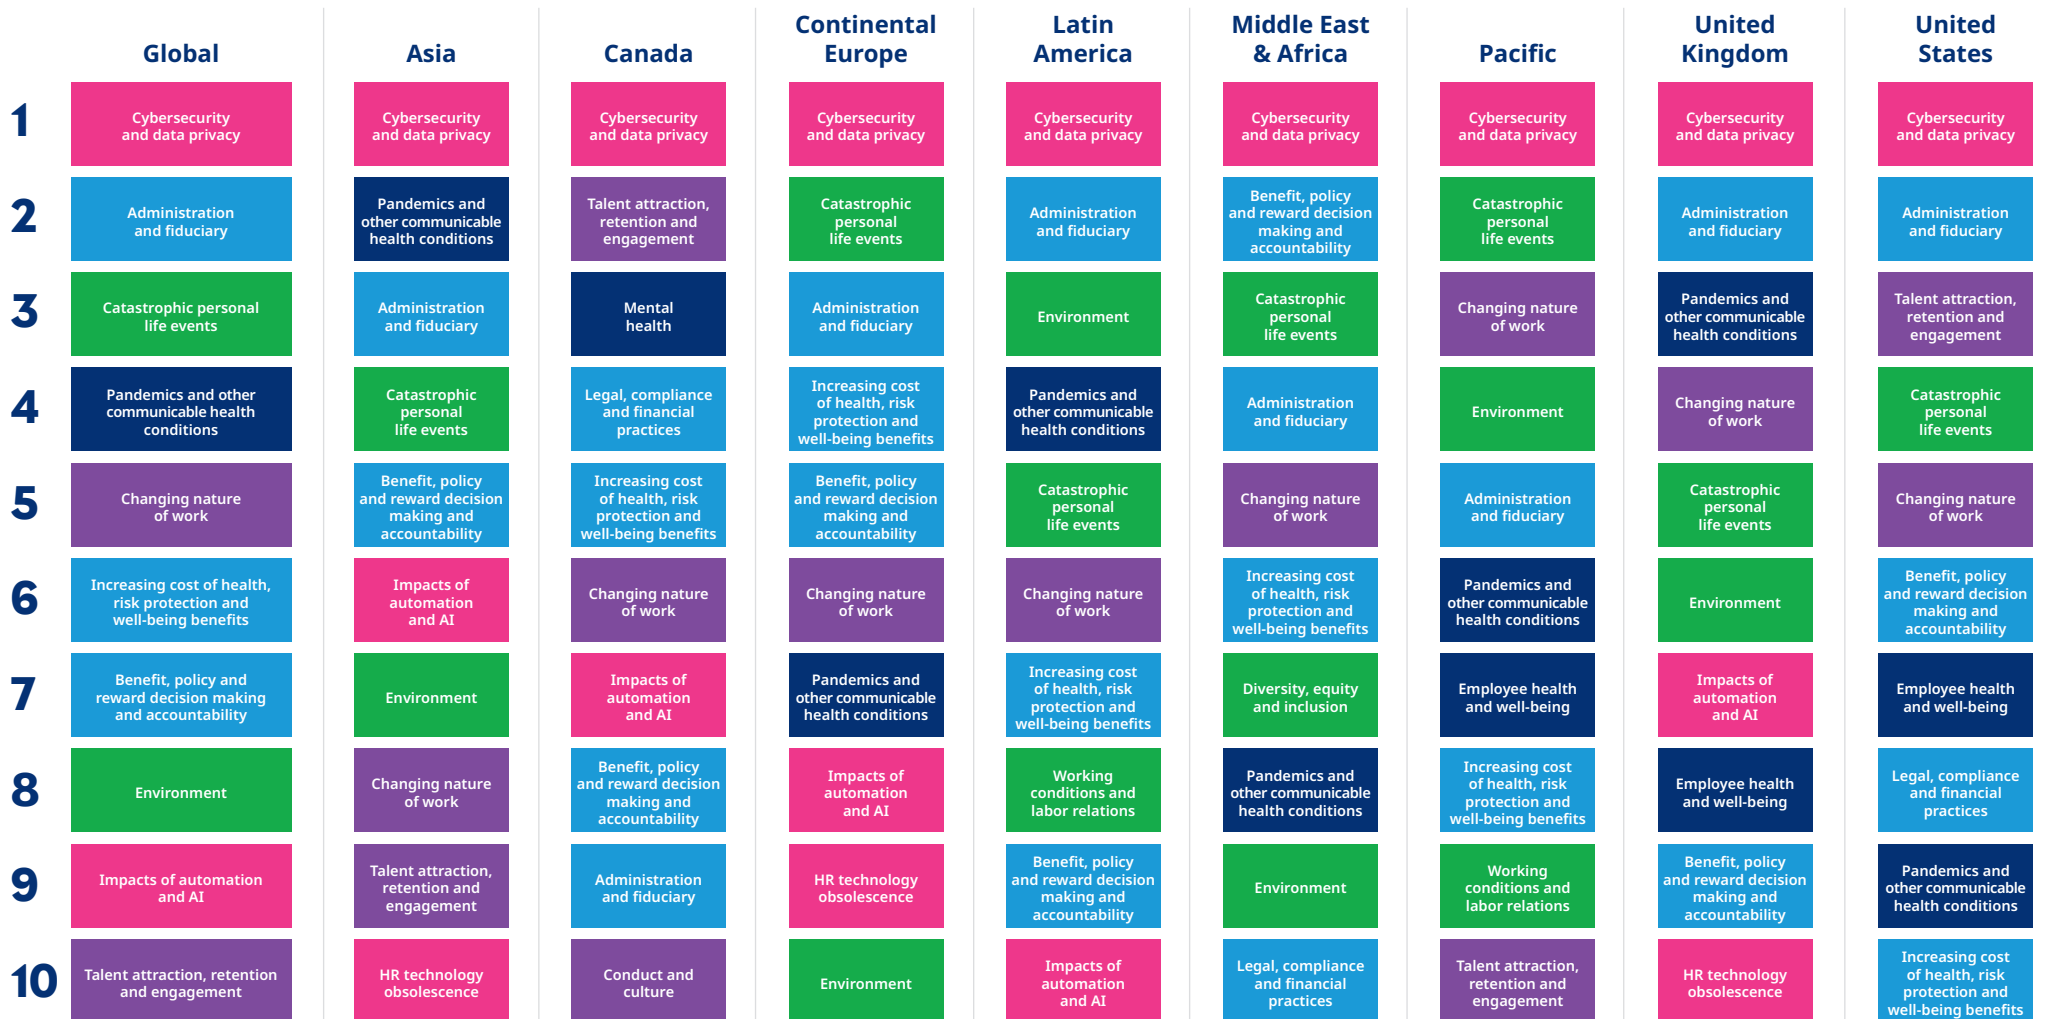 Global
Asia
Canada
Continental
Europe
Latin
America
Middle East
& Africa
Pacific
United
Kingdom
United
States
1
Cybersecurity
and data privacy
Cybersecurity
and data privacy
Cybersecurity
and data privacy
Cybersecurity
and data privacy
Cybersecurity
and data privacy
Cybersecurity
and data privacy
Cybersecurity
and data privacy
Cybersecurity
and data privacy
Cybersecurity
and data privacy
2
Administration
and fiduciary
Pandemics and
other communicable
health conditions
Talent attraction,
retention and
engagement
Catastrophic
personal
life events
Administration
and fiduciary
Benefit, policy
and reward decision
making and
accountability
Catastrophic
personal
life events
Administration
and fiduciary
Administration
and fiduciary
3
Catastrophic personal
life events
Administration
and fiduciary
Mental
health
Administration
and fiduciary
Environment
Catastrophic
personal
life events
Changing nature
of work
Pandemics and
other communicable
health conditions
Talent attraction,
retention and
engagement
4
Pandemics and other
communicable health
conditions
Catastrophic
personal
life events
Legal, compliance
and financial
practices
Increasing cost
of health, risk
protection and
well-being benefits
Pandemics and
other communicable
health conditions
Administration
and fiduciary
Environment
Changing nature
of work
Catastrophic
personal
life events
5
Changing nature
of work
Benefit, policy
and reward decision
making and
accountability
Increasing cost
of health, risk
protection and
well-being benefits
Benefit, policy
and reward decision
making and
accountability
Catastrophic
personal
life events
Changing nature
of work
Administration
and fiduciary
Catastrophic
personal
life events
Changing nature
of work
6
Increasing cost of health,
risk protection and
well-being benefits
Impacts of
automation
and AI
Changing nature
of work
Changing nature
of work
Changing nature
of work
Increasing cost
of health, risk
protection and
well-being benefits
Pandemics and
other communicable
health conditions
Environment
Benefit, policy
and reward decision
making and
accountability
7
Benefit, policy and
reward decision making
and accountability
Environment
Impacts of
automation
and AI
Pandemics and
other communicable
health conditions
Increasing cost
of health, risk
protection and
well-being benefits
Diversity, equity
and inclusion
Employee health
and well-being
Impacts of
automation
and AI
Employee health
and well-being
8
Environment
Changing nature
of work
Benefit, policy
and reward decision
making and
accountability
Impacts of
automation
and AI
Working
conditions and
labor relations
Pandemics and
other communicable
health conditions
Increasing cost
of health, risk
protection and
well-being benefits
Employee health
and well-being
Legal, compliance
and financial
practices
9
Impacts of automation
and AI
Talent attraction,
retention and
engagement
Administration
and fiduciary
HR technology
obsolescence
Benefit, policy
and reward decision
making and
accountability
Environment
Working
conditions and
labor relations
Benefit, policy
and reward decision
making and
accountability
Pandemics and
other communicable
health conditions
10
Talent attraction, retention
and engagement
HR technology
obsolescence
Conduct and
culture
Environment
Impacts of
automation
and AI
Legal, compliance
and financial
practices
Talent attraction,
retention and
engagement
HR technology
obsolescence
Increasing cost
of health, risk
protection and
well-being benefits